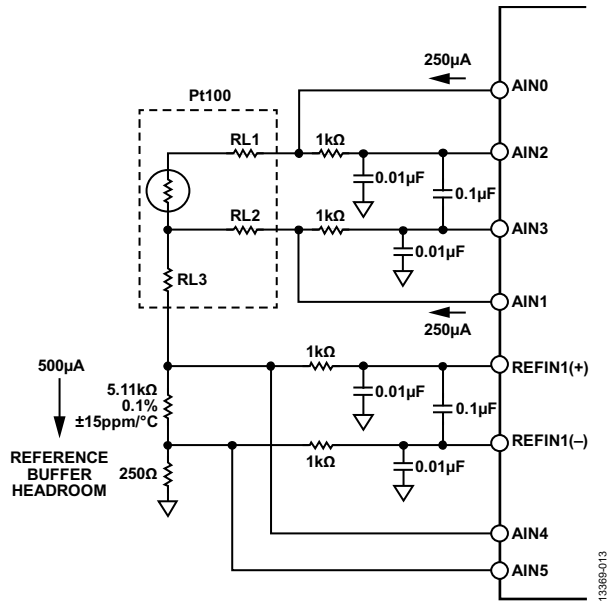 250µA
AIN0
Pt100
RL1
1kΩ
AIN2
0.01µF
0.1µF
RL2
1kΩ
AIN3
0.01µF
RL3
AIN1
250µA
500µA
1kΩ
REFIN1(+)
5.11kΩ
0.1%
±15ppm/°C
0.01µF
0.1µF
REFERENCE
BUFFER
HEADROOM
250Ω
1kΩ
REFIN1(–)
0.01µF
AIN4
AIN5
13369-013